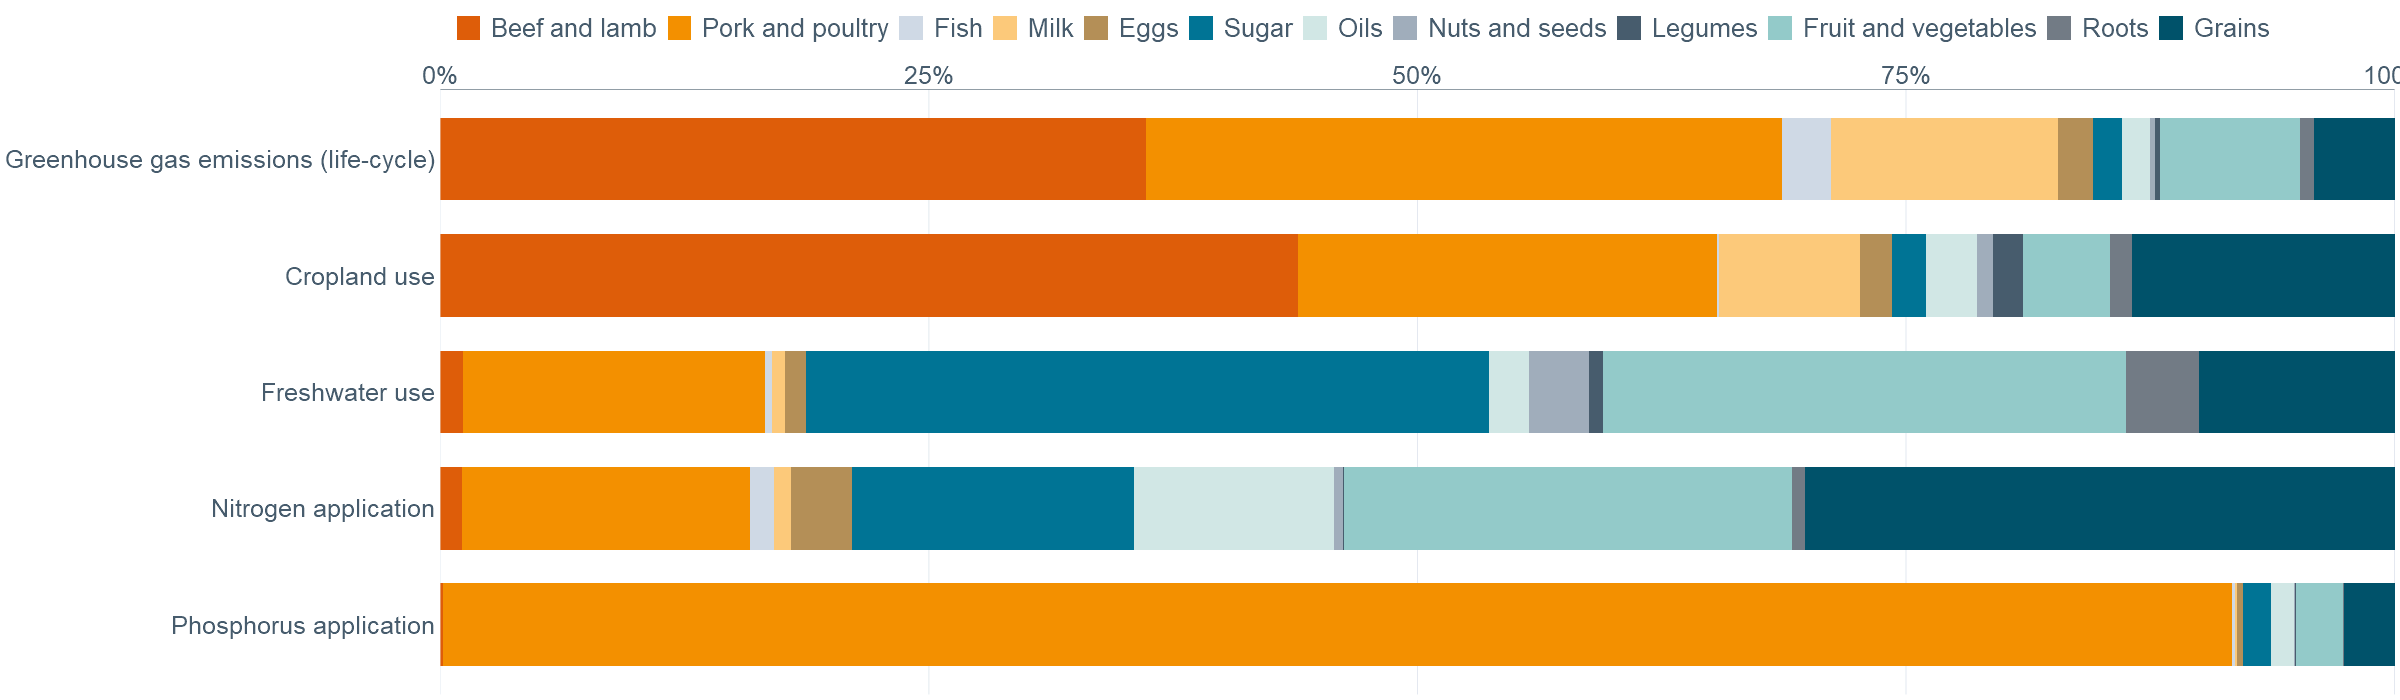 Beef and lamb Pork and poultry Fish Milk Eggs Sugar Oils Nuts and seeds Legumes Fruit and vegetables Roots Grains
0% 25% 50% 75% 100
Greenhouse gas emissions (life-cycle)
Cropland use
Freshwater use
Nitrogen application
Phosphorus application